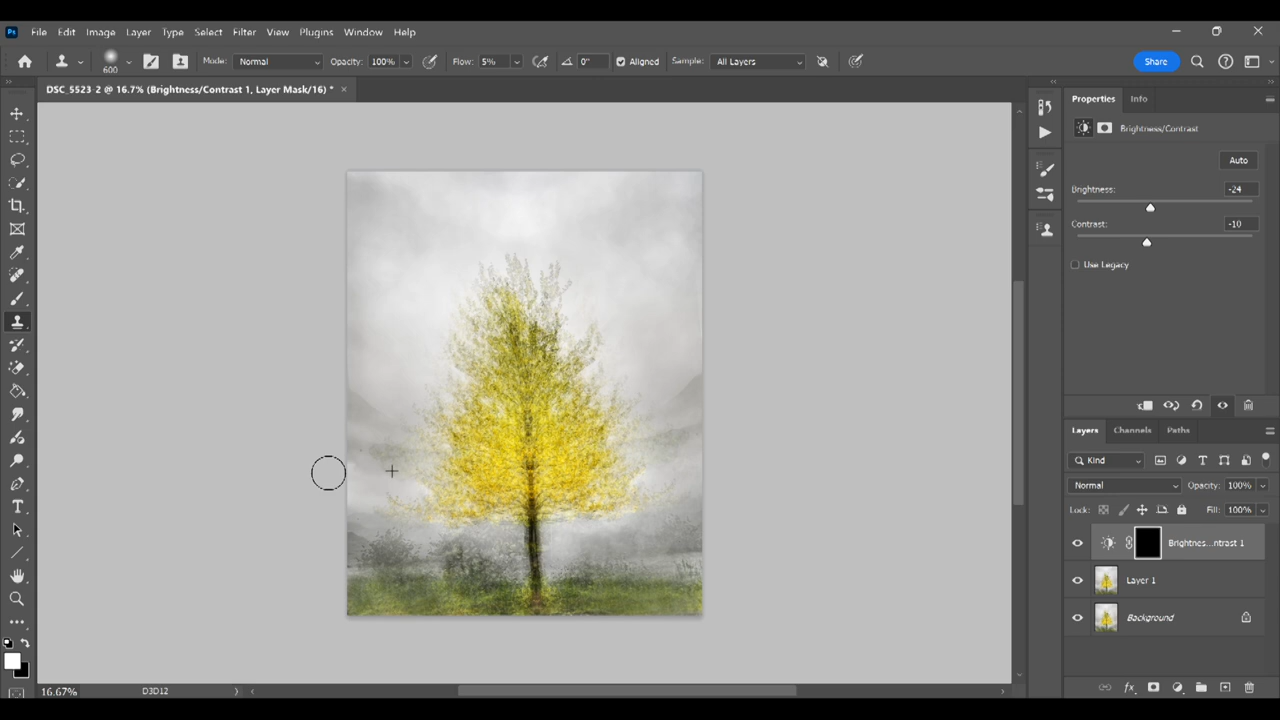 Ps File Edit Image Layer Type Select Filter View Plugins Window Help
600 Mode: Normal Opacity: 100% Flow: 5% 0° Aligned Sample: All Layers Share
DSC_5523-2 @ 16.7% (Brightness/Contrast 1, Layer Mask/16) *
Properties Info
Brightness/Contrast
Auto
Brightness: -24
Contrast: -10
Use Legacy
Layers Channels Paths
Kind
Normal Opacity: 100%
Lock: Fill: 100%
Brightnes...ntrast 1
Layer 1
Background
16.67% D3D12
fx